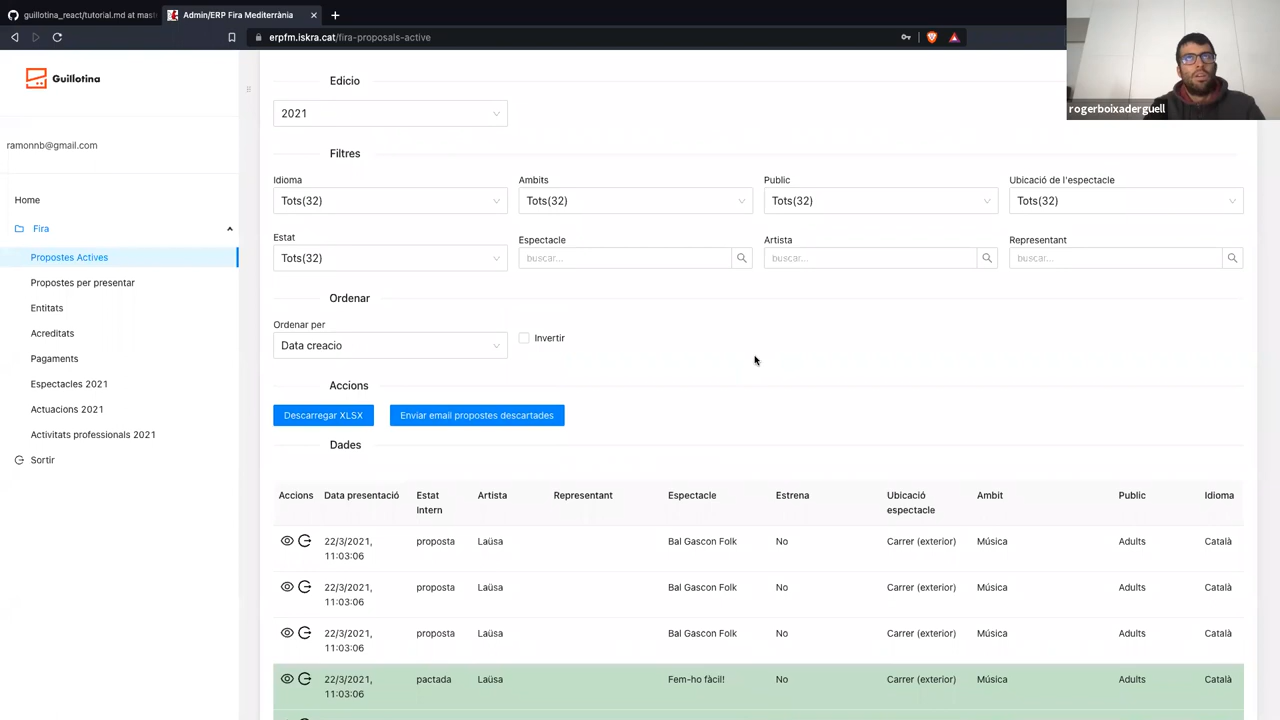 guillotina_react/tutorial.md at mast
Admin/ERP Fira Mediterrània
erpfm.iskra.cat/fira-proposals-active
rogerboixaderguell
Guillotina
ramonnb@gmail.com
Home
Fira
Propostes Actives
Propostes per presentar
Entitats
Acreditats
Pagaments
Espectacles 2021
Actuacions 2021
Activitats professionals 2021
Sortir
Edicio
2021
Filtres
Idioma Ambits Public Ubicació de l'espectacle
Tots(32) Tots(32) Tots(32) Tots(32)
Estat Espectacle Artista Representant
Tots(32) buscar... buscar... buscar...
Ordenar
Ordenar per
Data creacio Invertir
Accions
Descarregar XLSX Enviar email propostes descartades
Dades
Accions Data presentació Estat Artista Representant Espectacle Estrena Ubicació Ambit Public Idioma
intern espectacle
22/3/2021, proposta Laüsa Bal Gascon Folk No Carrer (exterior) Música Adults Català
11:03:06
22/3/2021, proposta Laüsa Bal Gascon Folk No Carrer (exterior) Música Adults Català
11:03:06
22/3/2021, proposta Laüsa Bal Gascon Folk No Carrer (exterior) Música Adults Català
11:03:06
22/3/2021, pactada Laüsa Fem-ho fàcil! No Carrer (exterior) Música Adults Català
11:03:06